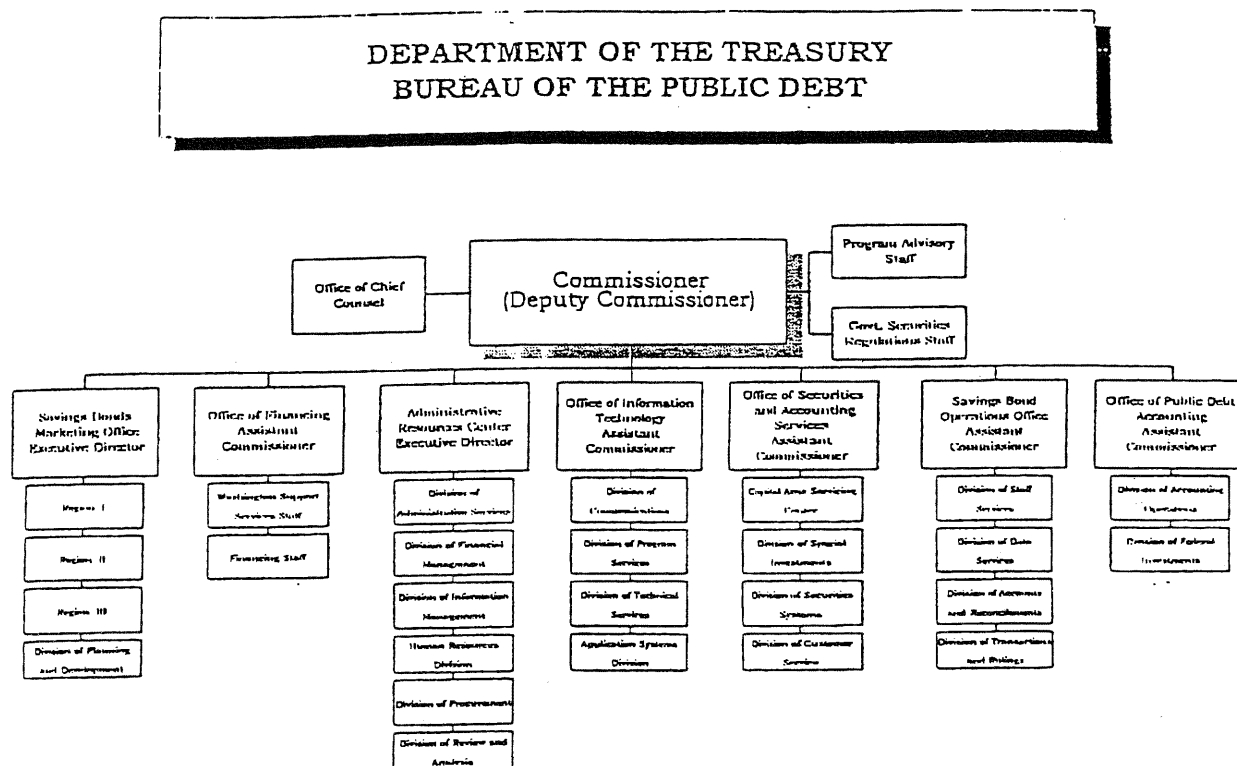 DEPARTMENT OF THE TREASURY
BUREAU OF THE PUBLIC DEBT
Office of Chief
Counsel
Commissioner
(Deputy Commissioner)
Program Advisory
Staff
Govt. Securities
Regulations Staff
Savings Bonds
Marketing Office
Executive Director
Region I
Region II
Region III
Division of Planning
and Development
Office of Financing
Assistant
Commissioner
Washington Support
Services Staff
Financing Staff
Administrative
Resources Center
Executive Director
Division of
Administrative Services
Division of Financial
Management
Division of Information
Management
Human Resources
Division
Division of Procurement
Division of Review and
Analysis
Office of Information
Technology
Assistant
Commissioner
Division of
Communications
Division of Program
Services
Division of Technical
Services
Application Systems
Division
Office of Securities
and Accounting
Services
Assistant
Commissioner
Capital Area Servicing
Center
Division of Special
Investments
Division of Securities
Systems
Division of Customer
Service
Savings Bond
Operations Office
Assistant
Commissioner
Division of Staff
Services
Division of Data
Services
Division of Accounts
and Reconcilements
Division of Transactions
and Rulings
Office of Public Debt
Accounting
Assistant
Commissioner
Division of Accounting
Operations
Division of Federal
Investments